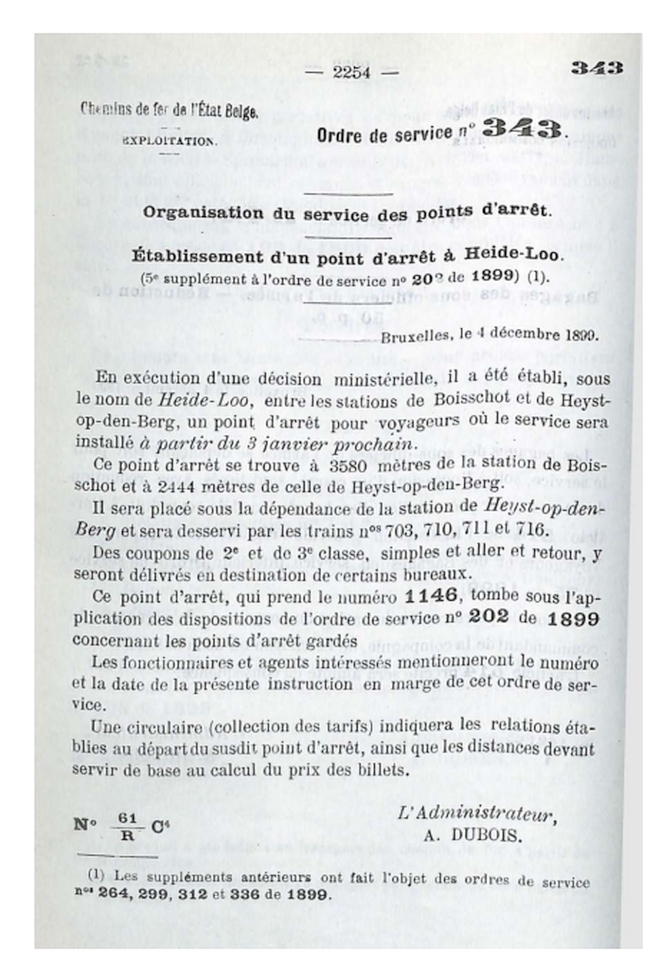 — 2254 —
343
Chemins de fer de l'État Belge.
EXPLOITATION.
Ordre de service n° 343.
Organisation du service des points d'arrêt.
Établissement d'un point d'arrêt à Heide-Loo.
(5e supplément à l'ordre de service no 202 de 1899) (1).
Bruxelles, le 4 décembre 1899.
En exécution d'une décision ministérielle, il a été établi, sous
le nom de Heide-Loo, entre les stations de Boisschot et de Heyst-
op-den-Berg, un point d'arrêt pour voyageurs où le service sera
installé à partir du 3 janvier prochain.
Ce point d'arrêt se trouve à 3580 mètres de la station de Bois-
schot et à 2444 mètres de celle de Heyst-op-den-Berg.
Il sera placé sous la dépendance de la station de Heyst-op-den-
Berg et sera desservi par les trains nos 703, 710, 711 et 716.
Des coupons de 2e et de 3e classe, simples et aller et retour, y
seront délivrés en destination de certains bureaux.
Ce point d'arrêt, qui prend le numéro 1146, tombe sous l'ap-
plication des dispositions de l'ordre de service no 202 de 1899
concernant les points d'arrêt gardés
Les fonctionnaires et agents intéressés mentionneront le numéro
et la date de la présente instruction en marge de cet ordre de ser-
vice.
Une circulaire (collection des tarifs) indiquera les relations éta-
blies au départ du susdit point d'arrêt, ainsi que les distances devant
servir de base au calcul du prix des billets.
No 61/R C4
L'Administrateur,
A. DUBOIS.
(1) Les suppléments antérieurs ont fait l'objet des ordres de service
nos 264, 299, 312 et 336 de 1899.